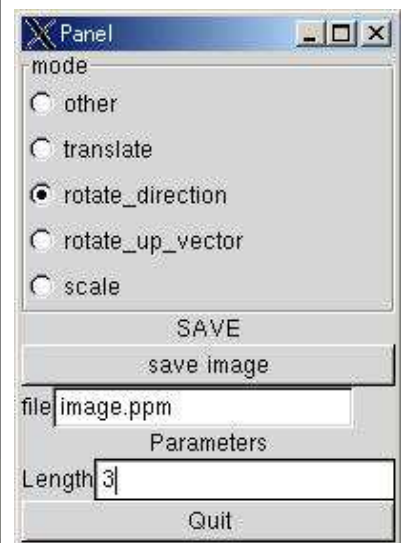 Panel
mode
other
translate
rotate_direction
rotate_up_vector
scale
SAVE
save image
file image.ppm
Parameters
Length 3
Quit